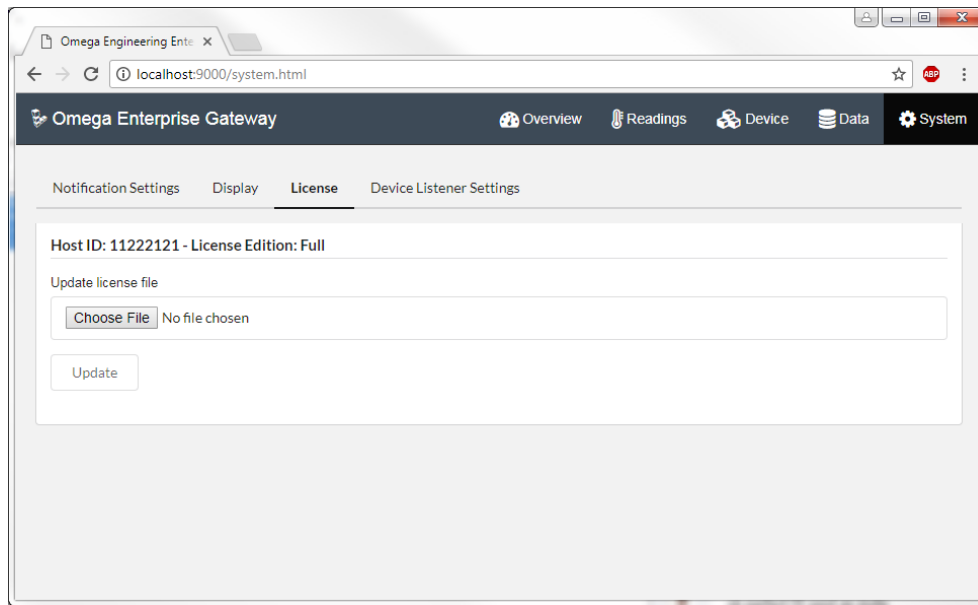 Omega Engineering Ente
localhost:9000/system.html
ABP
Omega Enterprise Gateway Overview Readings Device Data System
Notification Settings Display License Device Listener Settings
Host ID: 11222121 - License Edition: Full
Update license file
Choose File No file chosen
Update